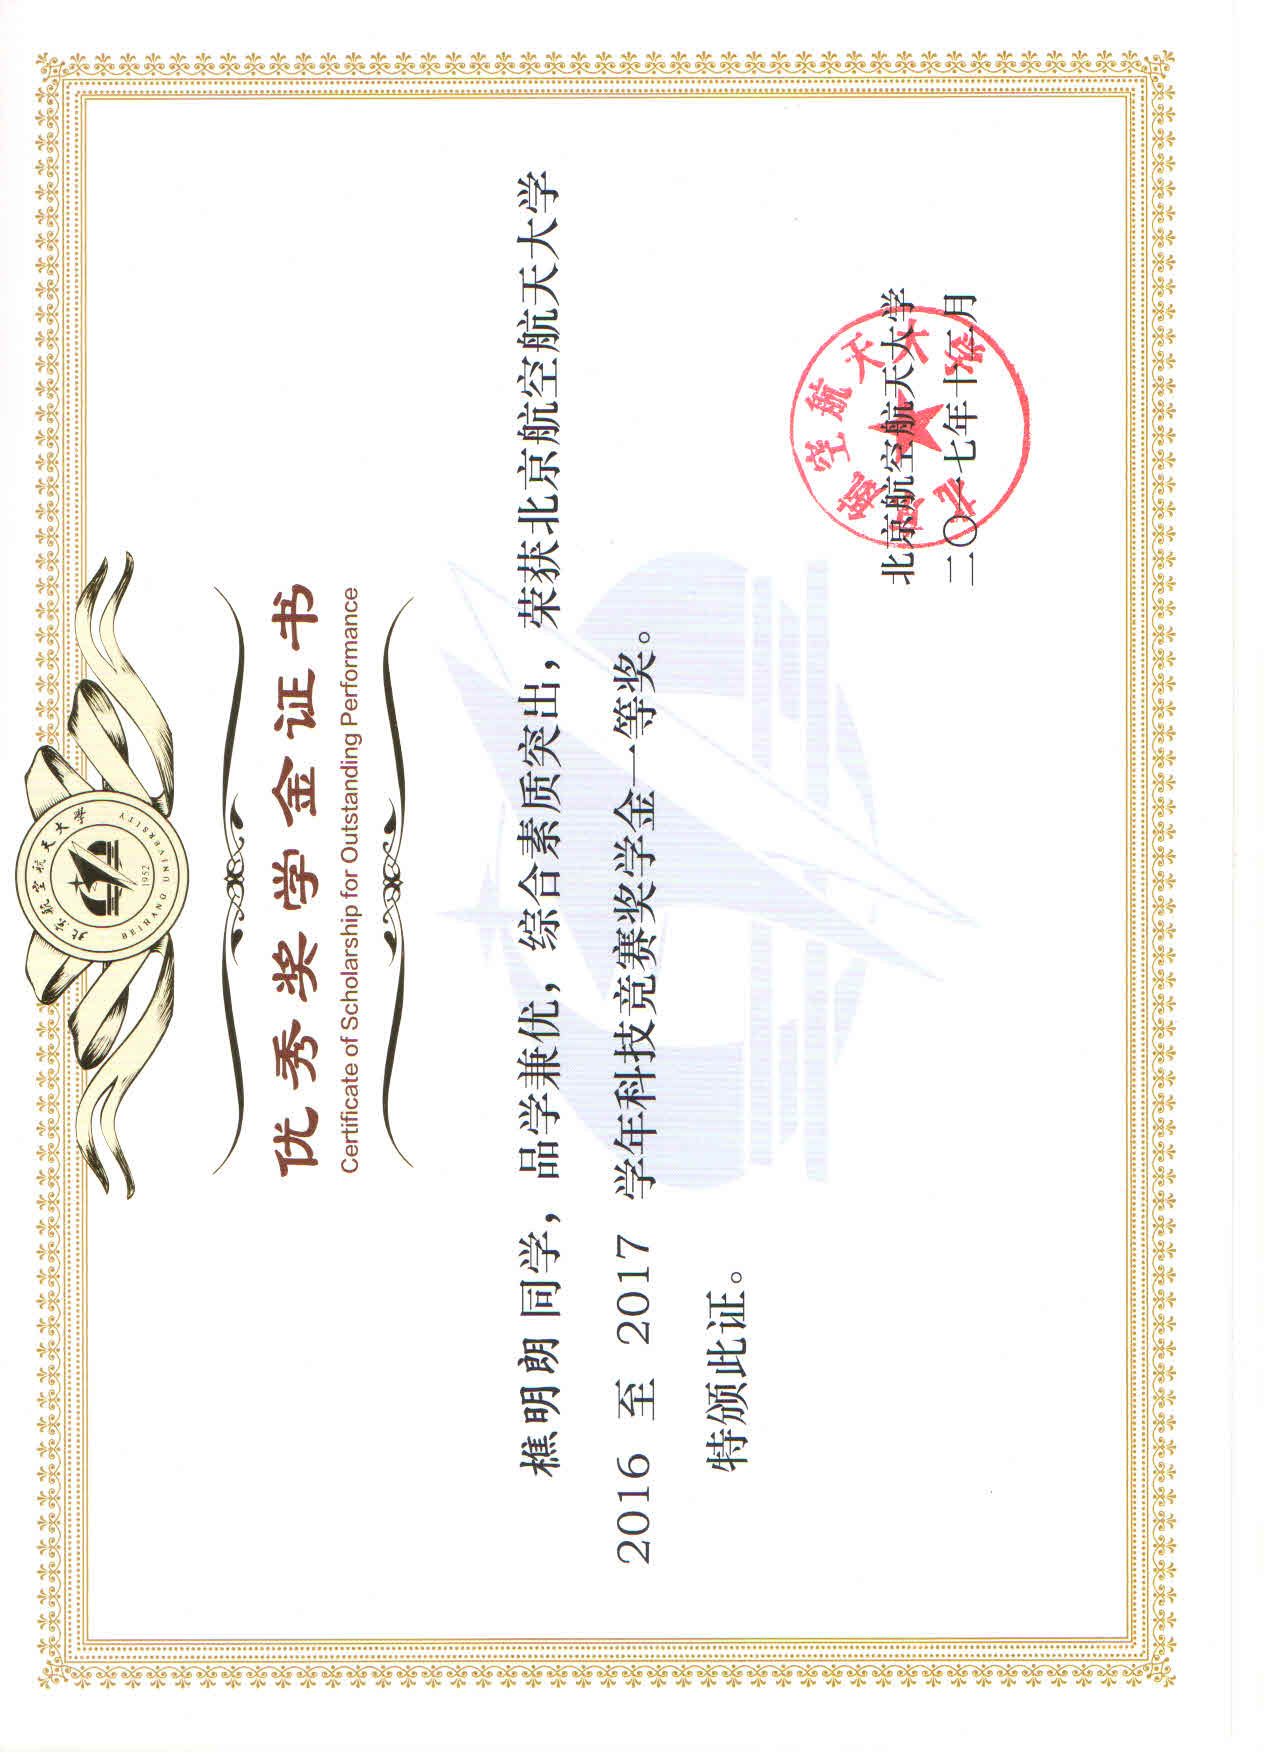 北京航空航天大学
1952
BEIHANG UNIVERSITY
优秀奖学金证书
Certificate of Scholarship for Outstanding Performance
樵明朗 同学，品学兼优，综合素质突出，荣获北京航空航天大学
2016 至 2017 学年科技竞赛奖学金一等奖。
特颁此证。
北京航空航天大学
北京航空航天大学
二〇一七年十二月